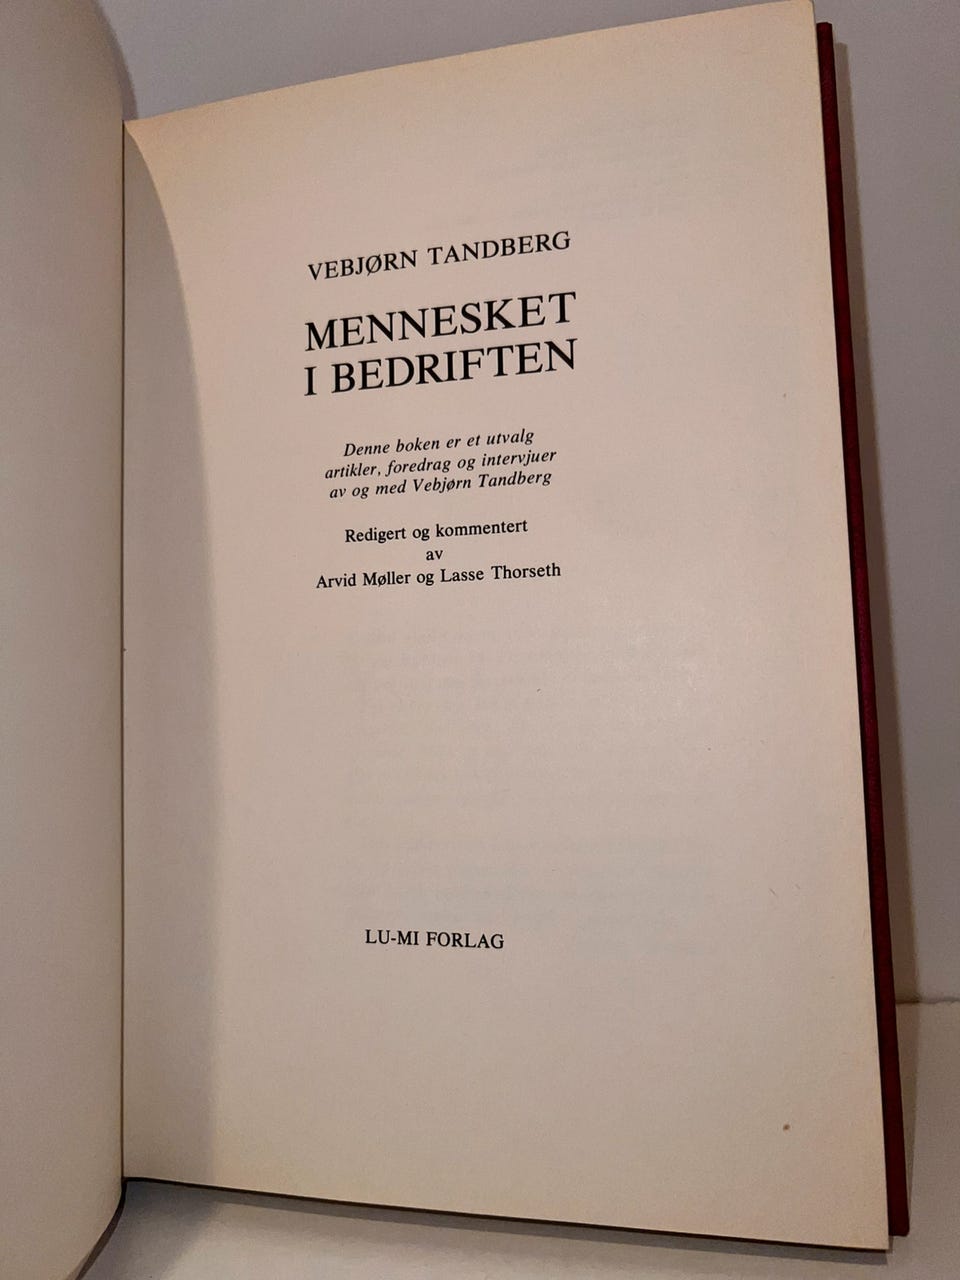 VEBJØRN TANDBERG
MENNESKET
I BEDRIFTEN
Denne boken er et utvalg
artikler, foredrag og intervjuer
av og med Vebjørn Tandberg
Redigert og kommentert
av
Arvid Møller og Lasse Thorseth
LU-MI FORLAG